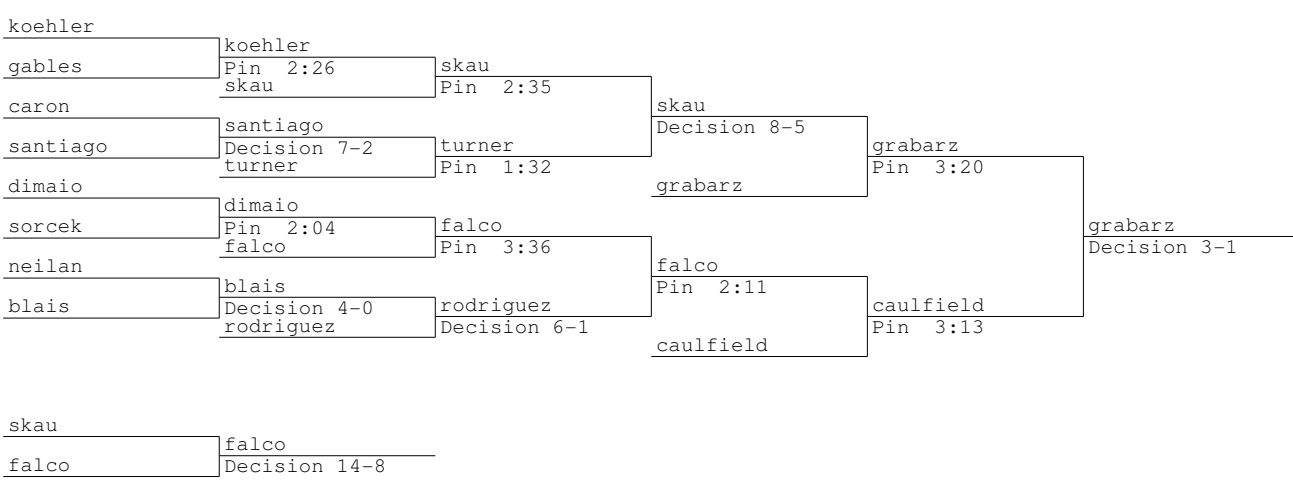 koehler
koehler
gables
Pin 2:26
skau
skau
Pin 2:35
caron
skau
santiago
Decision 8-5
santiago
Decision 7-2
turner
grabarz
turner
Pin 1:32
Pin 3:20
dimaio
grabarz
dimaio
sorcek
Pin 2:04
falco
grabarz
falco
Pin 3:36
Decision 3-1
neilan
falco
blais
Pin 2:11
blais
Decision 4-0
rodriguez
caulfield
rodriguez
Decision 6-1
Pin 3:13
caulfield
skau
falco
falco
Decision 14-8